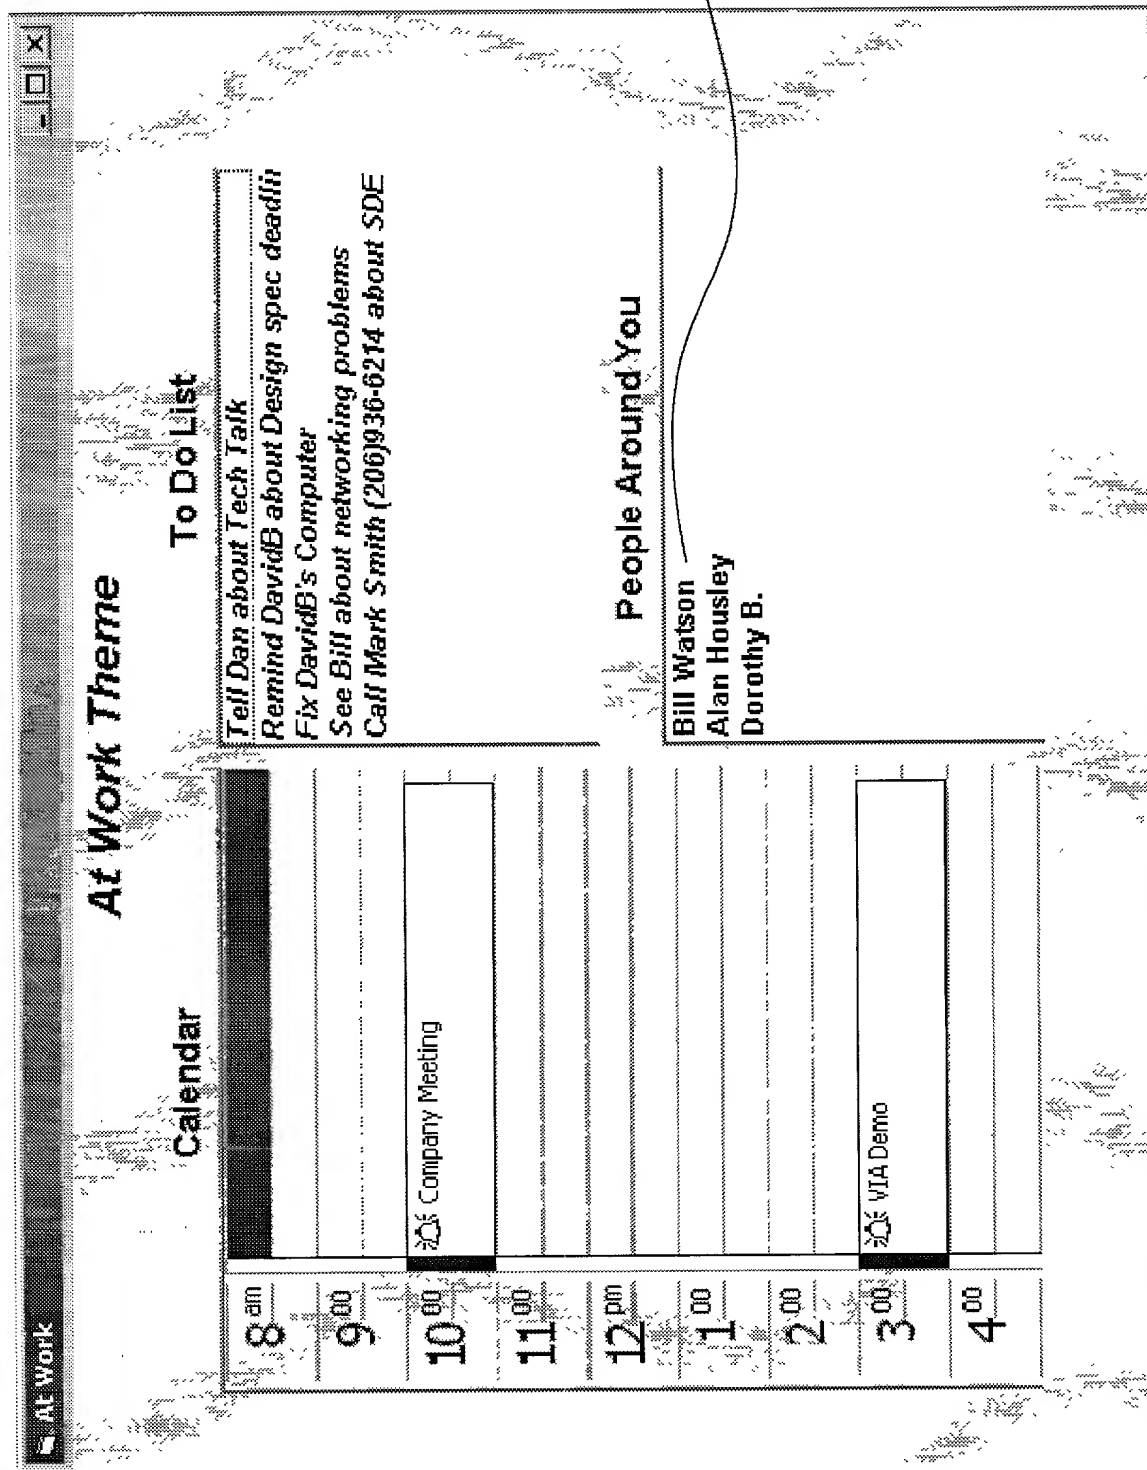 At Work
At Work Theme
Calendar
8 am
9 00
10 00 Company Meeting
11 00
12 pm
1 00
2 00
3 00 VIA Demo
4 00
To Do List
Tell Dan about Tech Talk
Remind DavidB about Design spec deadlin
Fix DavidB's Computer
See Bill about networking problems
Call Mark Smith (206)936-6214 about SDE
People Around You
Bill Watson
Alan Housley
Dorothy B.